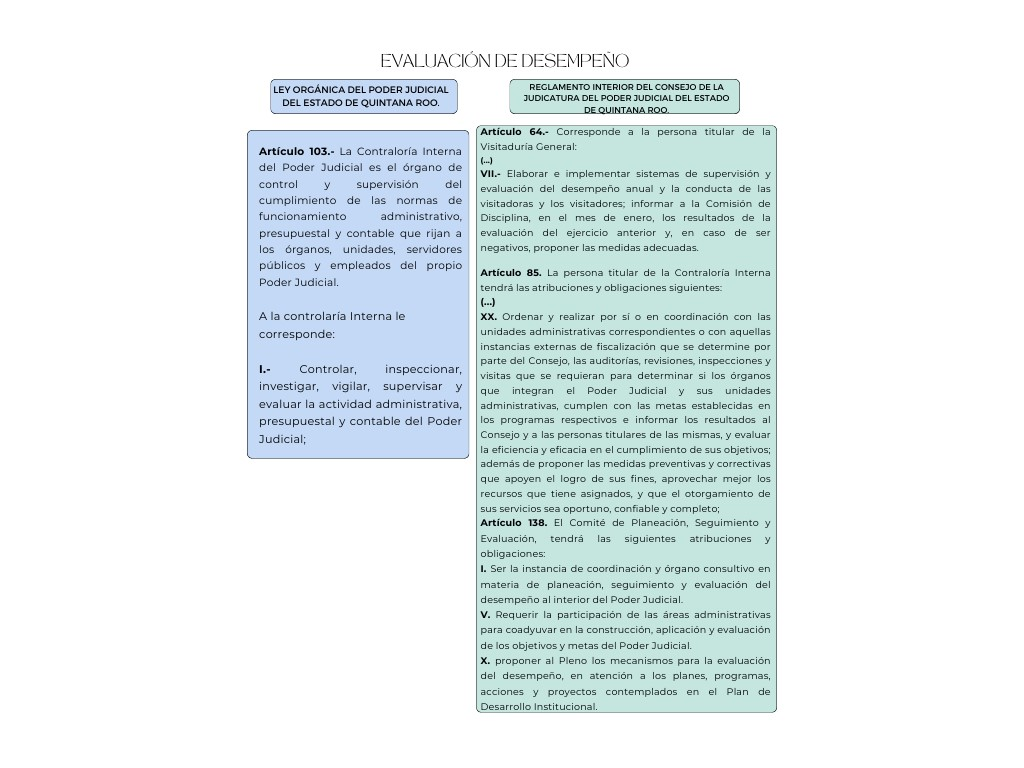 EVALUACIÓN DE DESEMPEÑO
LEY ORGÁNICA DEL PODER JUDICIAL
DEL ESTADO DE QUINTANA ROO.
Artículo 103.- La Contraloría Interna
del Poder Judicial es el órgano de
control y supervisión del
cumplimiento de las normas de
funcionamiento administrativo,
presupuestal y contable que rijan a
los órganos, unidades, servidores
públicos y empleados del propio
Poder Judicial.
A la controlaría Interna le
corresponde:
I.- Controlar, inspeccionar,
investigar, vigilar, supervisar y
evaluar la actividad administrativa,
presupuestal y contable del Poder
Judicial;
REGLAMENTO INTERIOR DEL CONSEJO DE LA
JUDICATURA DEL PODER JUDICIAL DEL ESTADO
DE QUINTANA ROO.
Artículo 64.- Corresponde a la persona titular de la
Visitaduría General:
(...)
VII.- Elaborar e implementar sistemas de supervisión y
evaluación del desempeño anual y la conducta de las
visitadoras y los visitadores; informar a la Comisión de
Disciplina, en el mes de enero, los resultados de la
evaluación del ejercicio anterior y, en caso de ser
negativos, proponer las medidas adecuadas.
Artículo 85. La persona titular de la Contraloría Interna
tendrá las atribuciones y obligaciones siguientes:
(...)
XX. Ordenar y realizar por sí o en coordinación con las
unidades administrativas correspondientes o con aquellas
instancias externas de fiscalización que se determine por
parte del Consejo, las auditorías, revisiones, inspecciones y
visitas que se requieran para determinar si los órganos
que integran el Poder Judicial y sus unidades
administrativas, cumplen con las metas establecidas en
los programas respectivos e informar los resultados al
Consejo y a las personas titulares de las mismas, y evaluar
la eficiencia y eficacia en el cumplimiento de sus objetivos;
además de proponer las medidas preventivas y correctivas
que apoyen el logro de sus fines, aprovechar mejor los
recursos que tiene asignados, y que el otorgamiento de
sus servicios sea oportuno, confiable y completo;
Artículo 138. El Comité de Planeación, Seguimiento y
Evaluación, tendrá las siguientes atribuciones y
obligaciones:
I. Ser la instancia de coordinación y órgano consultivo en
materia de planeación, seguimiento y evaluación del
desempeño al interior del Poder Judicial.
V. Requerir la participación de las áreas administrativas
para coadyuvar en la construcción, aplicación y evaluación
de los objetivos y metas del Poder Judicial.
X. proponer al Pleno los mecanismos para la evaluación
del desempeño, en atención a los planes, programas,
acciones y proyectos contemplados en el Plan de
Desarrollo Institucional.